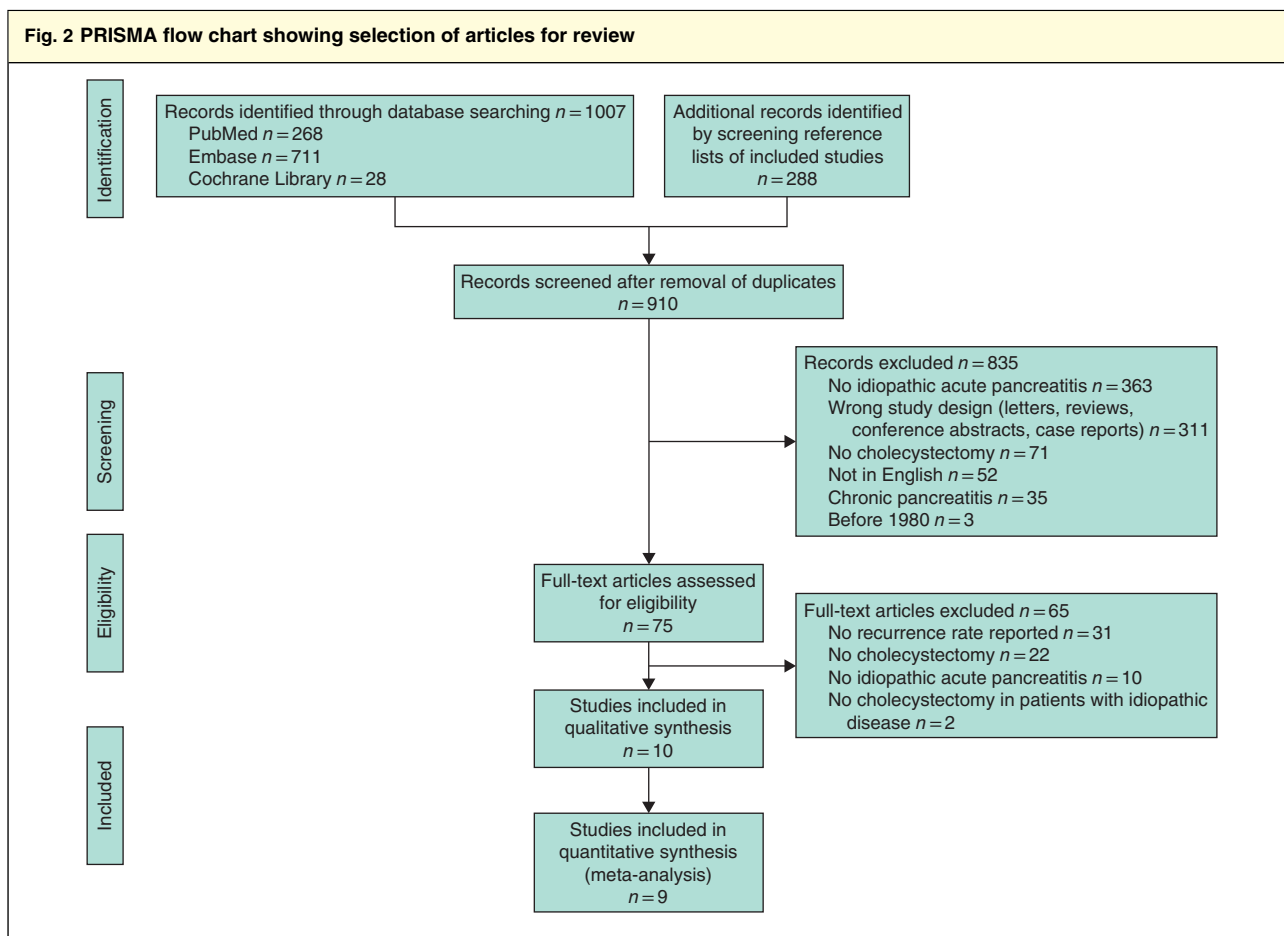 Fig. 2 PRISMA flow chart showing selection of articles for review
Identification
Records identified through database searching n = 1007
PubMed n = 268
Embase n = 711
Cochrane Library n = 28
Additional records identified
by screening reference
lists of included studies
n = 288
Records screened after removal of duplicates
n = 910
Screening
Records excluded n = 835
No idiopathic acute pancreatitis n = 363
Wrong study design (letters, reviews,
conference abstracts, case reports) n = 311
No cholecystectomy n = 71
Not in English n = 52
Chronic pancreatitis n = 35
Before 1980 n = 3
Eligibility
Full-text articles assessed
for eligibility
n = 75
Full-text articles excluded n = 65
No recurrence rate reported n = 31
No cholecystectomy n = 22
No idiopathic acute pancreatitis n = 10
No cholecystectomy in patients with idiopathic
disease n = 2
Included
Studies included in
qualitative synthesis
n = 10
Studies included in
quantitative synthesis
(meta-analysis)
n = 9